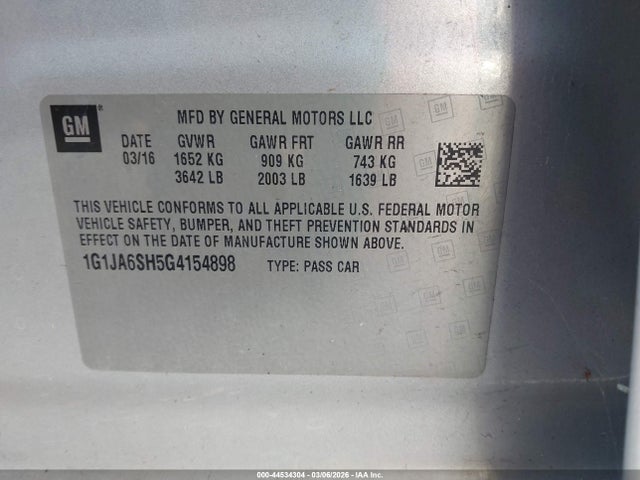 GM ®
MFD BY GENERAL MOTORS LLC
DATE GVWR GAWR FRT GAWR RR
03/16 1652 KG 909 KG 743 KG
3642 LB 2003 LB 1639 LB
THIS VEHICLE CONFORMS TO ALL APPLICABLE U.S. FEDERAL MOTOR
VEHICLE SAFETY, BUMPER, AND THEFT PREVENTION STANDARDS IN
EFFECT ON THE DATE OF MANUFACTURE SHOWN ABOVE.
1G1JA6SH5G4154898 TYPE: PASS CAR
000-44534304 | 03/06/2026 - IAA, Inc.